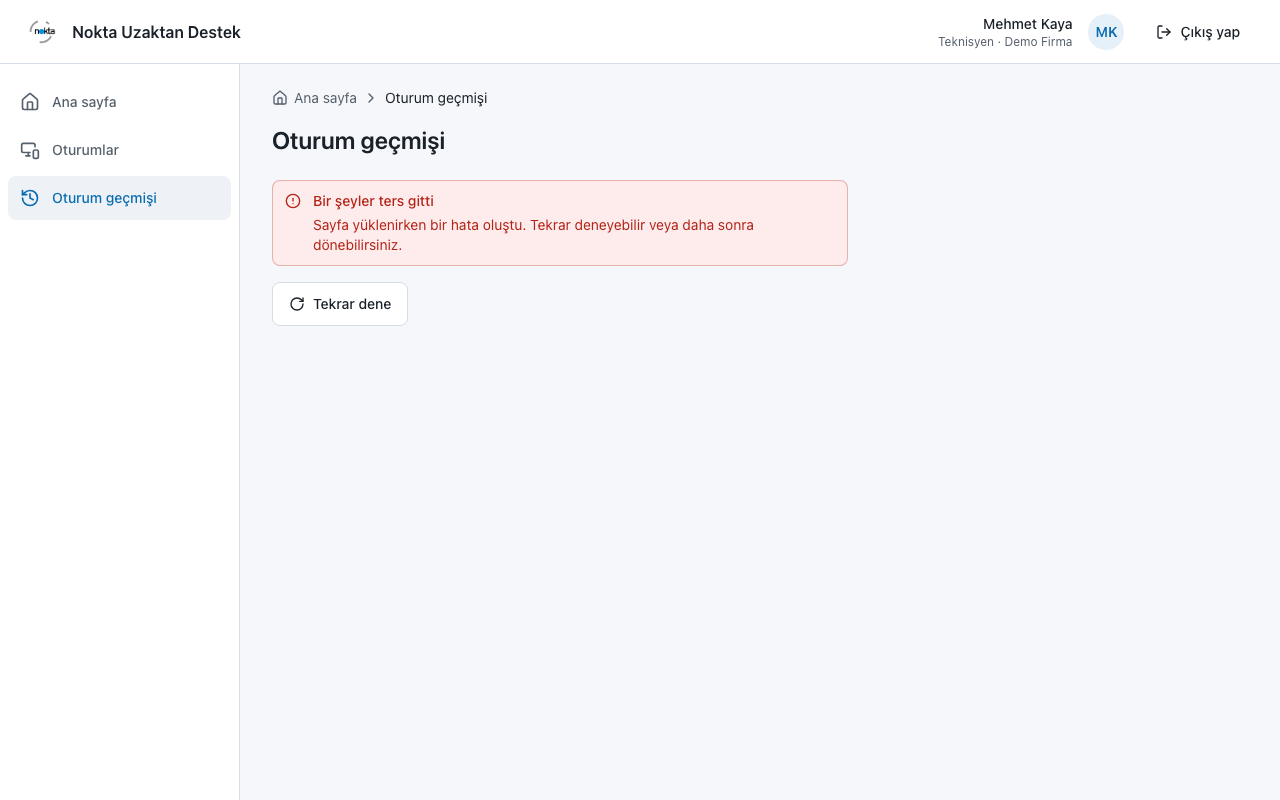 nokta
Nokta Uzaktan Destek
Mehmet Kaya
Teknisyen · Demo Firma
MK
Çıkış yap
Ana sayfa
Oturumlar
Oturum geçmişi
Ana sayfa
Oturum geçmişi
Oturum geçmişi
Bir şeyler ters gitti
Sayfa yüklenirken bir hata oluştu. Tekrar deneyebilir veya daha sonra
dönebilirsiniz.
Tekrar dene